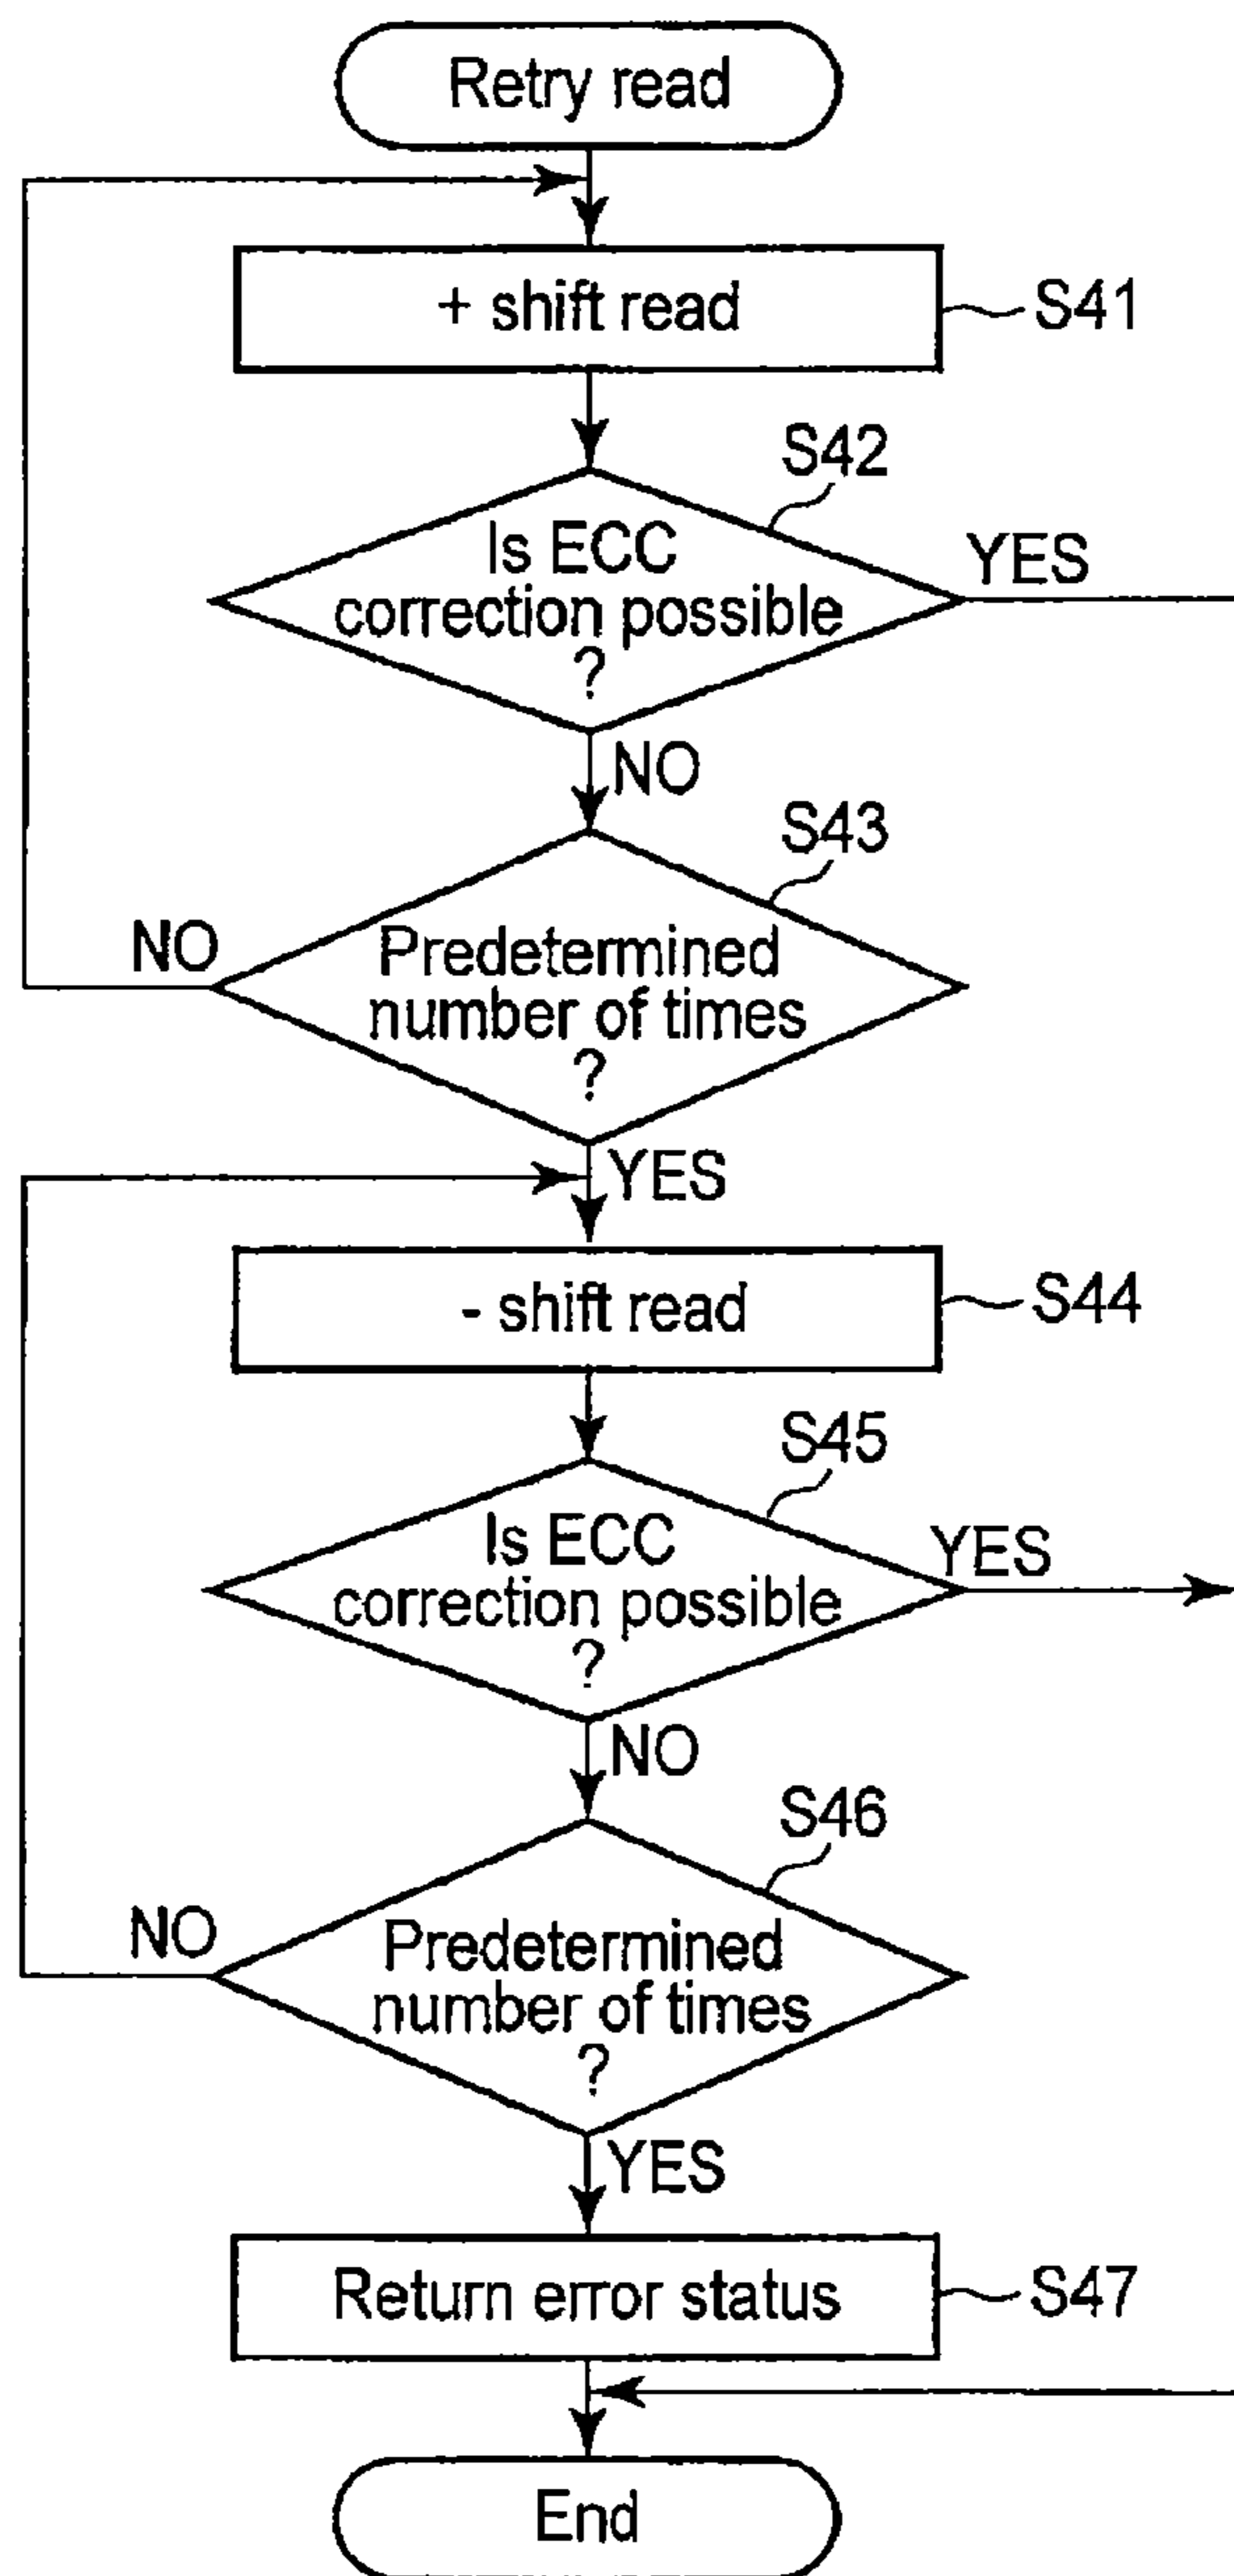 Retry read
+ shift read
S41
S42
Is ECC
correction possible
?
YES
NO
S43
Predetermined
number of times
?
NO
YES
- shift read
S44
S45
Is ECC
correction possible
?
YES
NO
S46
Predetermined
number of times
?
NO
YES
Return error status
S47
End